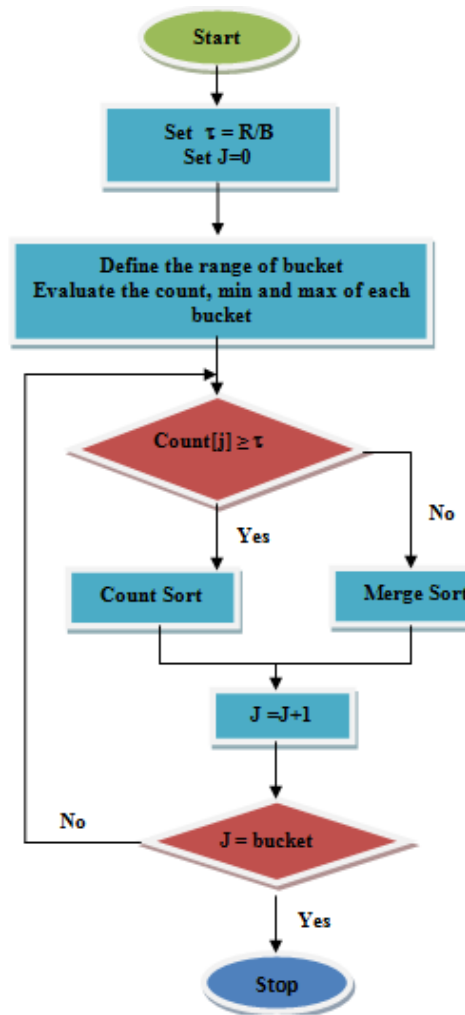 Start
Set τ = R/B
Set J=0
Define the range of bucket
Evaluate the count, min and max of each
bucket
Count[j] ≥ τ
No
Yes
Count Sort
Merge Sort
J =J+1
No
J = bucket
Yes
Stop